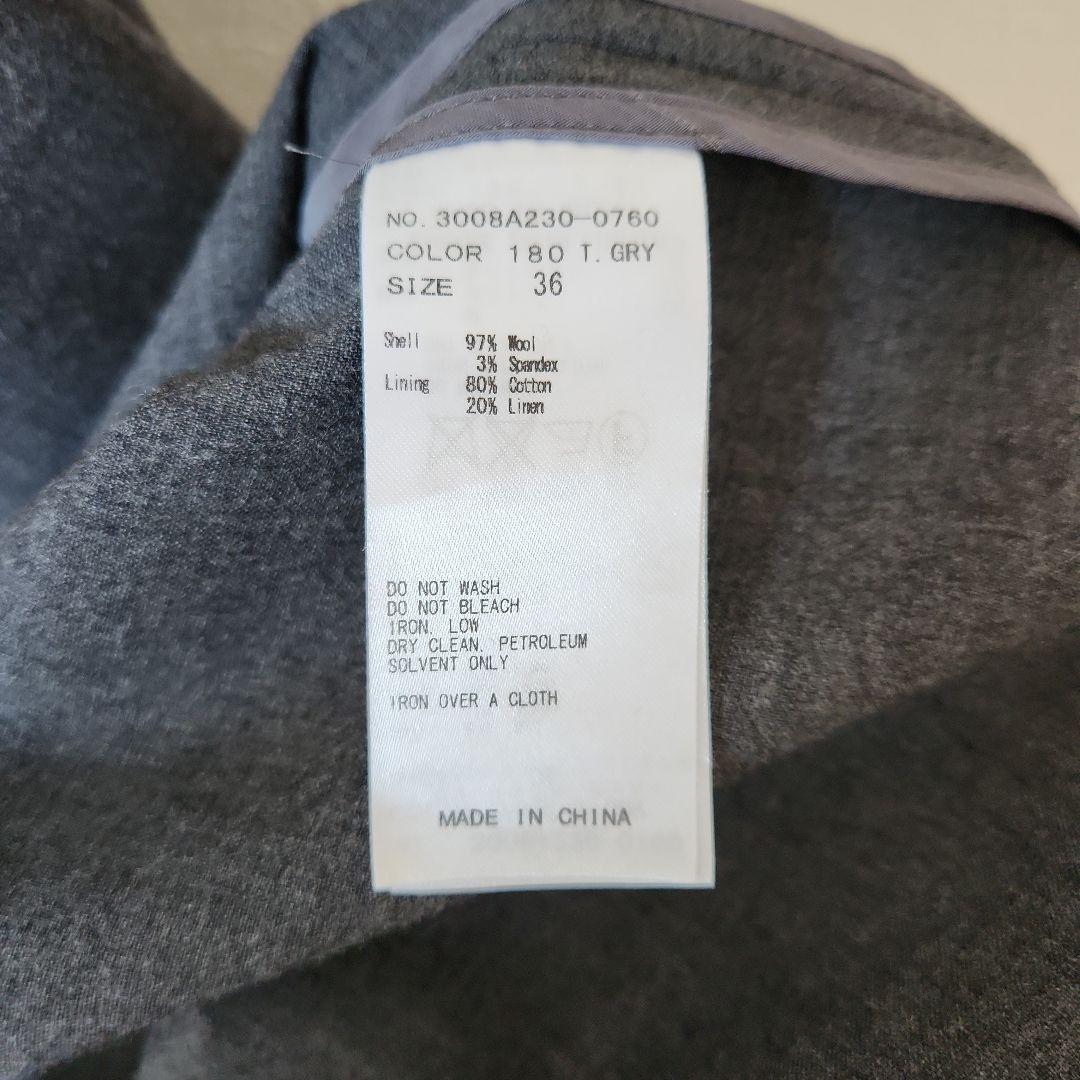 NO. 3008A230-0760
COLOR 180 T. GRY
SIZE 36
Shell 97% Wool
3% Spandex
Lining 80% Cotton
20% Linen
DO NOT WASH
DO NOT BLEACH
IRON. LOW
DRY CLEAN. PETROLEUM
SOLVENT ONLY
IRON OVER A CLOTH
MADE IN CHINA